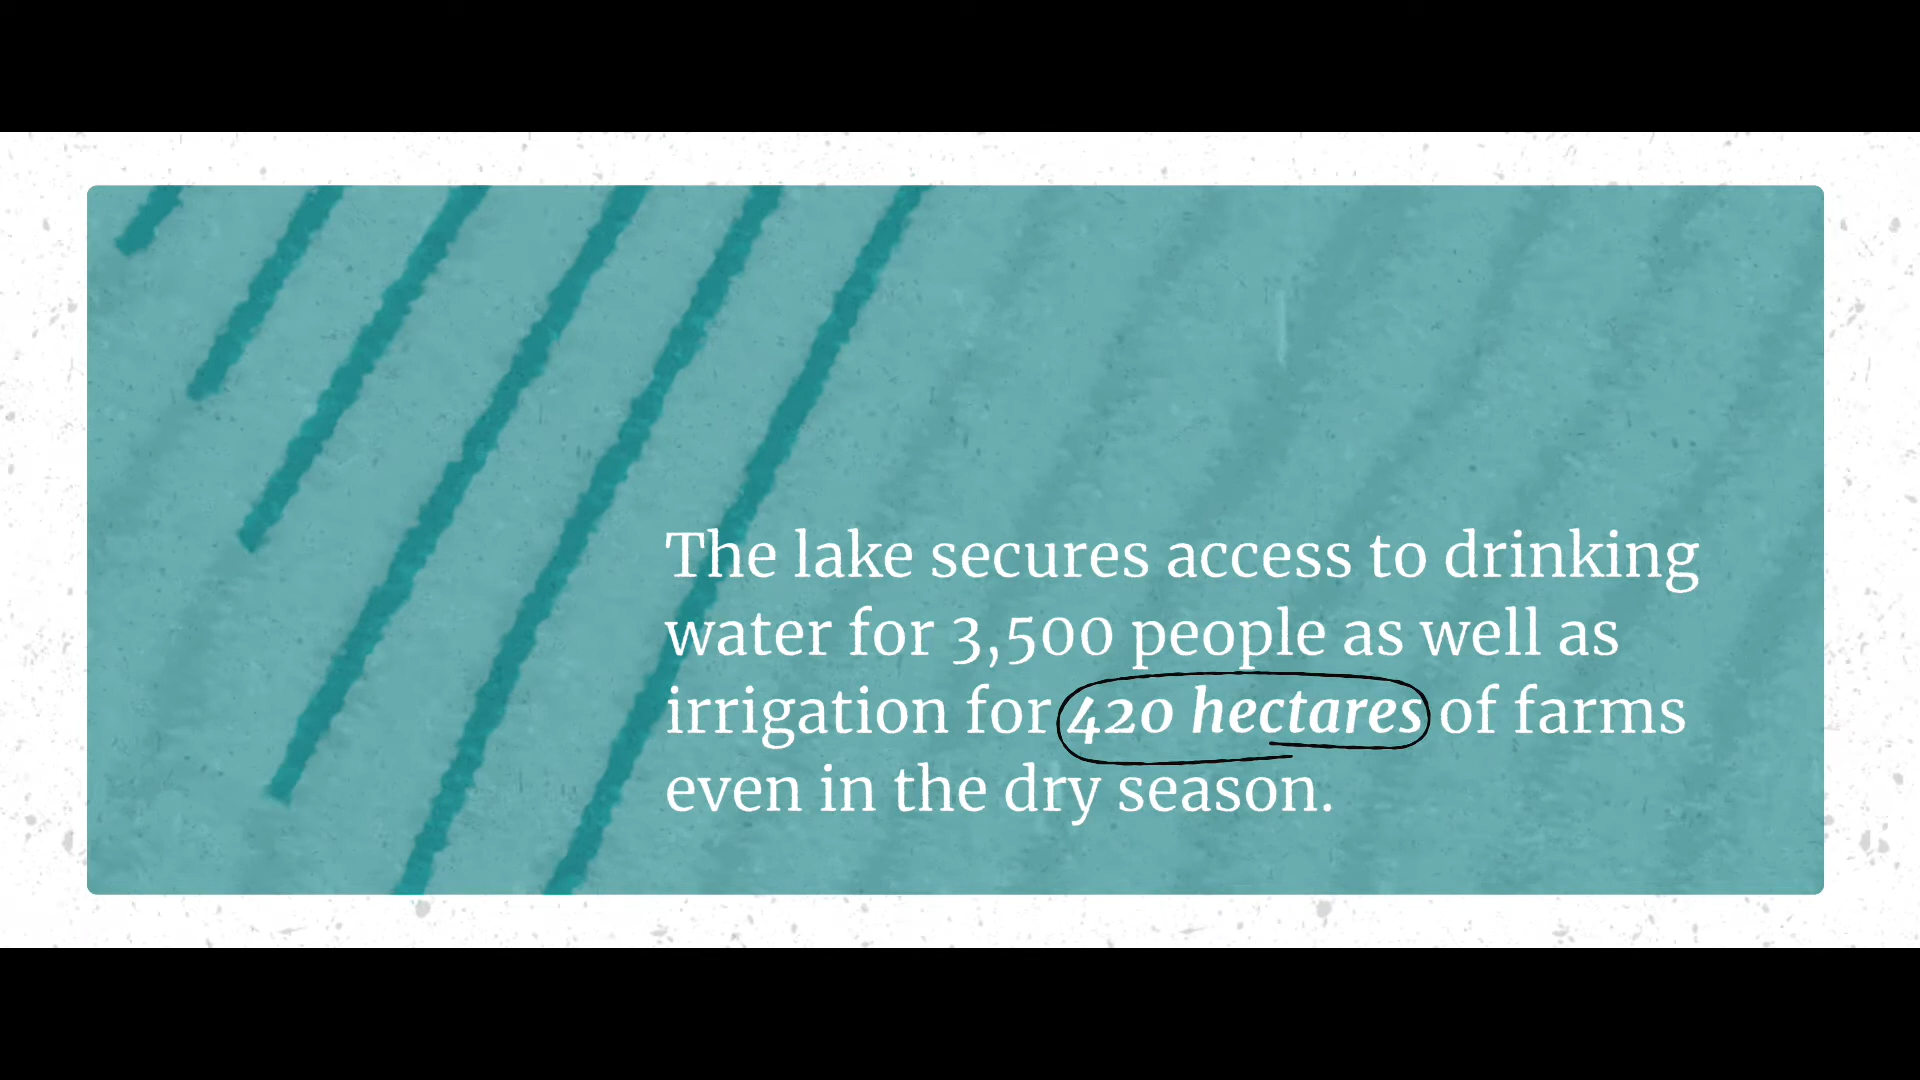 The lake secures access to drinking
water for 3,500 people as well as
irrigation for 420 hectares of farms
even in the dry season.